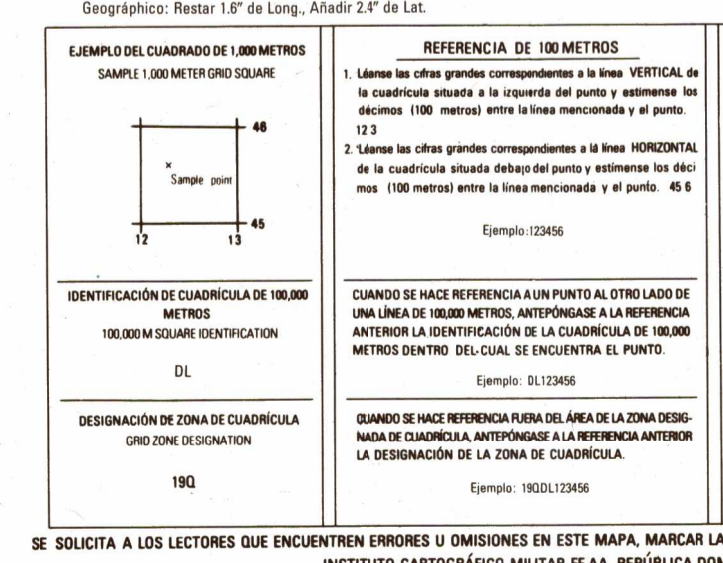 Geográphico: Restar 1.6" de Long., Añadir 2.4" de Lat.
EJEMPLO DEL CUADRADO DE 1,000 METROS
SAMPLE 1,000 METER GRID SQUARE
46
Sample point
45
12 13
REFERENCIA DE 100 METROS
1. Léanse las cifras grandes correspondientes a la línea VERTICAL de
la cuadrícula situada a la izquierda del punto y estímense los
décimos (100 metros) entre la línea mencionada y el punto.
12 3
2. Léanse las cifras grandes correspondientes a lá línea HORIZONTAL
de la cuadrícula situada debajo del punto y estímense los déci
mos (100 metros) entre la línea mencionada y el punto. 45 6
Ejemplo:123456
IDENTIFICACIÓN DE CUADRÍCULA DE 100,000
METROS
100,000 M SQUARE IDENTIFICATION
DL
CUANDO SE HACE REFERENCIA A UN PUNTO AL OTRO LADO DE
UNA LÍNEA DE 100,000 METROS, ANTEPÓNGASE A LA REFERENCIA
ANTERIOR LA IDENTIFICACIÓN DE LA CUADRÍCULA DE 100,000
METROS DENTRO DEL CUAL SE ENCUENTRA EL PUNTO.
Ejemplo: DL123456
DESIGNACIÓN DE ZONA DE CUADRÍCULA
GRID ZONE DESIGNATION
19Q
CUANDO SE HACE REFERENCIA FUERA DEL ÁREA DE LA ZONA DESIG-
NADA DE CUADRÍCULA, ANTEPÓNGASE A LA REFERENCIA ANTERIOR
LA DESIGNACIÓN DE LA ZONA DE CUADRÍCULA.
Ejemplo: 19QDL123456
SE SOLICITA A LOS LECTORES QUE ENCUENTREN ERRORES U OMISIONES EN ESTE MAPA, MARCAR LA
INSTITUTO CARTOGRÁFICO MILITAR FF.AA. REPÚBLICA DOM